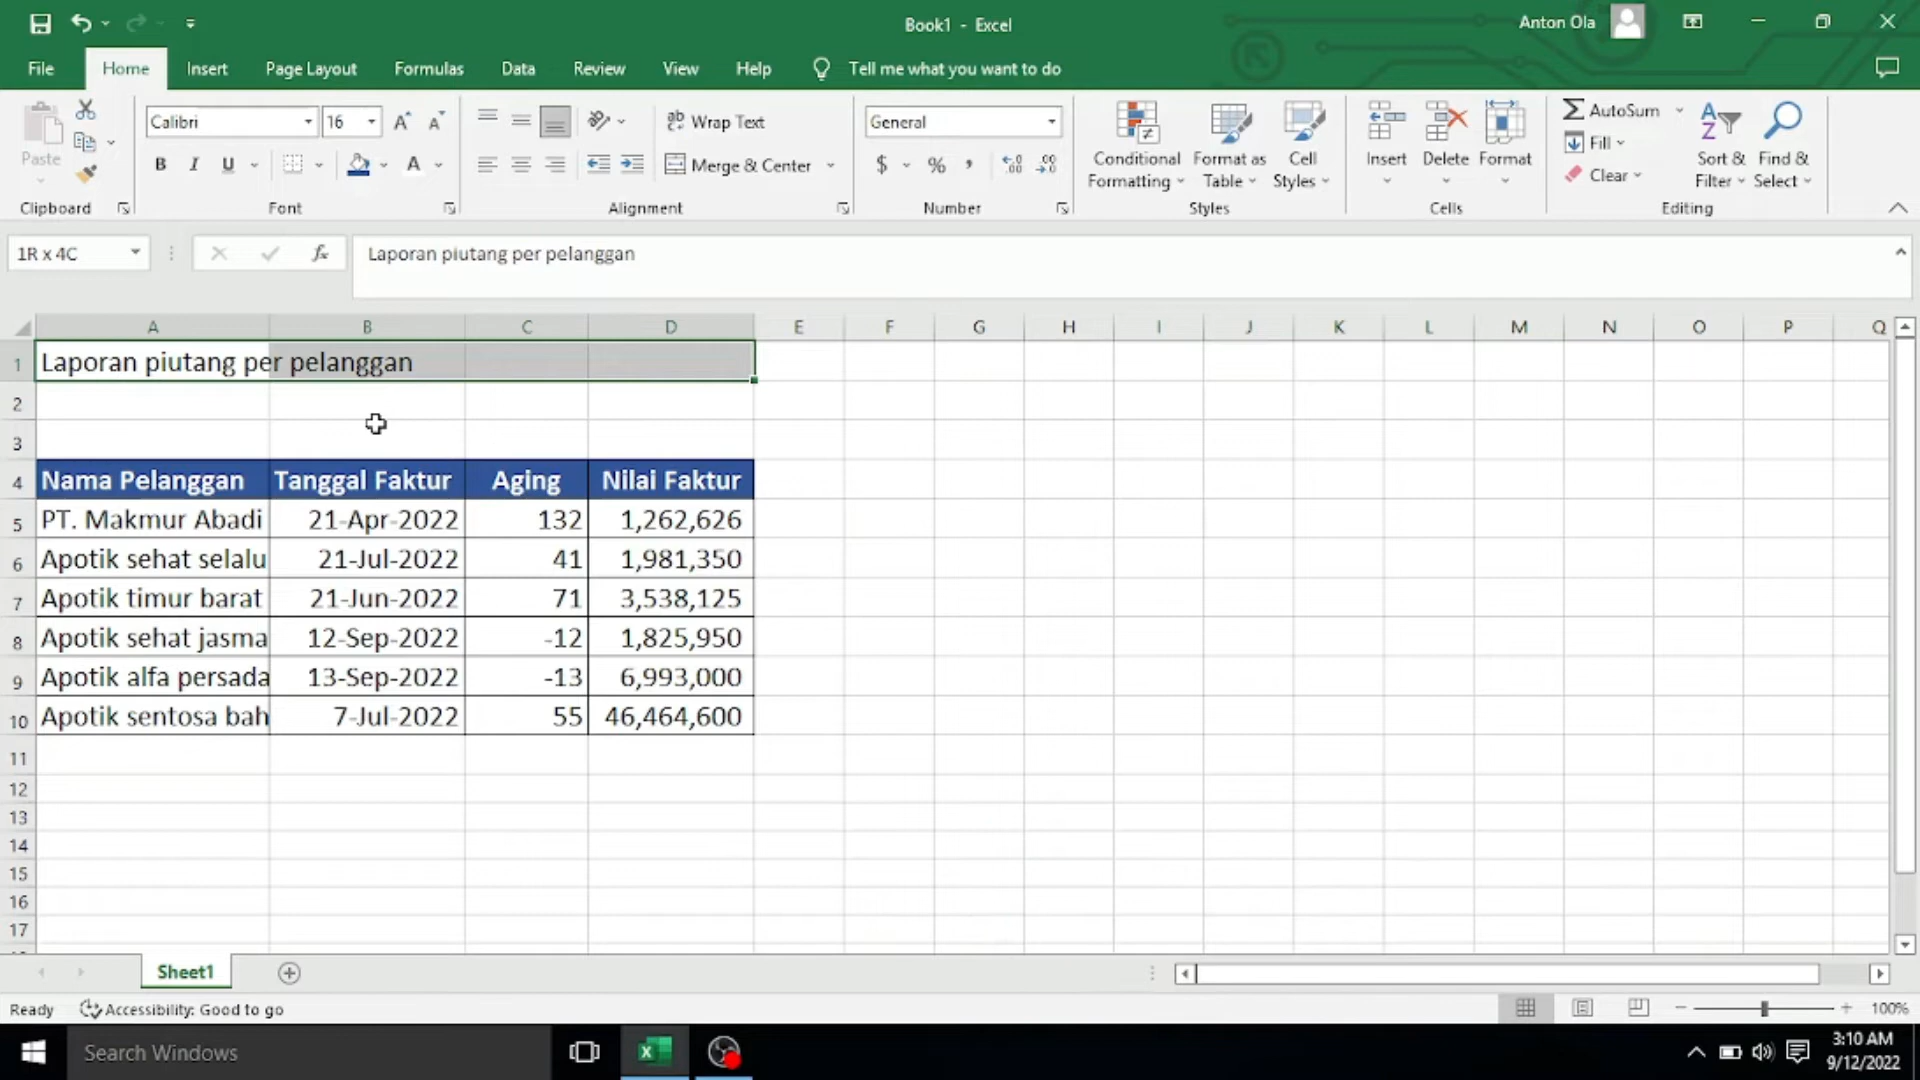 Book1 - Excel
Anton Ola
File Home Insert Page Layout Formulas Data Review View Help Tell me what you want to do
Paste
Clipboard
Calibri 16
B I U A
Font
Wrap Text
Merge & Center
Alignment
General
$ % ,
Number
Conditional Formatting
Format as Table
Cell Styles
Styles
Insert
Delete
Format
Cells
AutoSum
Fill
Clear
Sort & Filter
Find & Select
Editing
1R x 4C
fx
Laporan piutang per pelanggan
A B C D E F G H I J K L M N O P Q
1 Laporan piutang per pelanggan
2
3
4 Nama Pelanggan Tanggal Faktur Aging Nilai Faktur
5 PT. Makmur Abadi 21-Apr-2022 132 1,262,626
6 Apotik sehat selalu 21-Jul-2022 41 1,981,350
7 Apotik timur barat 21-Jun-2022 71 3,538,125
8 Apotik sehat jasma 12-Sep-2022 -12 1,825,950
9 Apotik alfa persada 13-Sep-2022 -13 6,993,000
10 Apotik sentosa bah 7-Jul-2022 55 46,464,600
11
12
13
14
15
16
17
Sheet1
Ready Accessibility: Good to go
100%
Search Windows
3:10 AM
9/12/2022